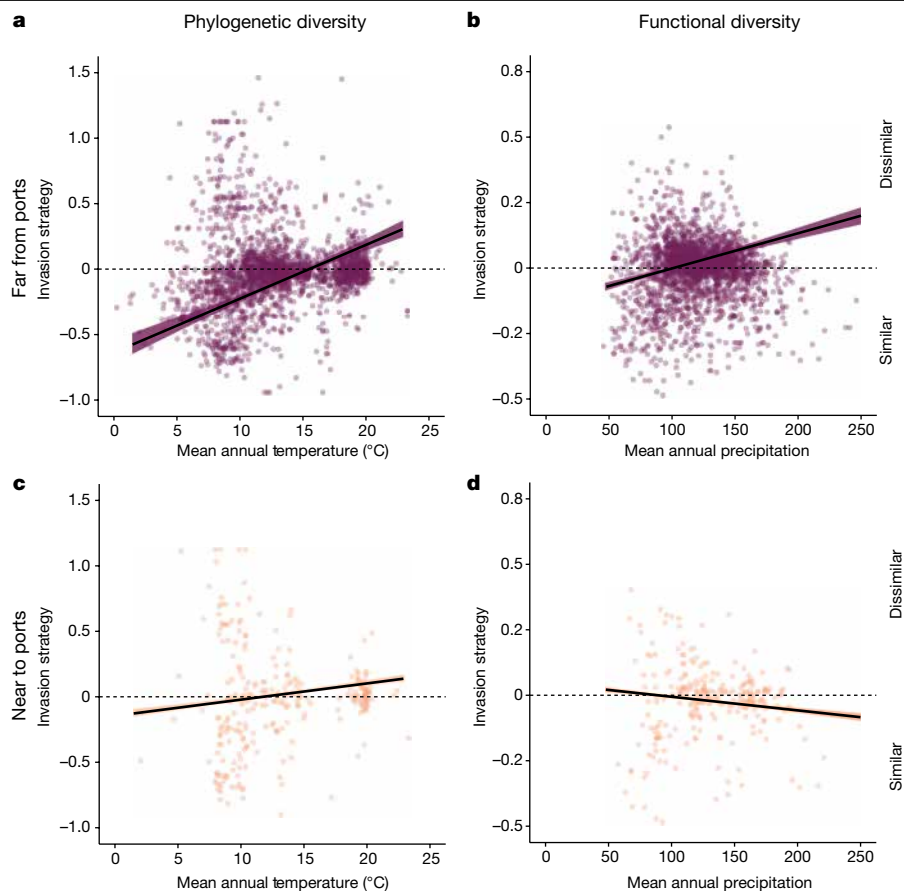 a Phylogenetic diversity
b Functional diversity
Far from ports
Invasion strategy
1.5
1.0
0.5
0
–0.5
–1.0
0 5 10 15 20 25
Mean annual temperature (°C)
Invasion strategy
0.8
0.5
0.2
0
–0.2
–0.5
0 50 100 150 200 250
Mean annual precipitation
Dissimilar
Similar
c
Near to ports
Invasion strategy
1.5
1.0
0.5
0
–0.5
–1.0
0 5 10 15 20 25
Mean annual temperature (°C)
d
Invasion strategy
0.8
0.5
0.2
0
–0.2
–0.5
0 50 100 150 200 250
Mean annual precipitation
Dissimilar
Similar